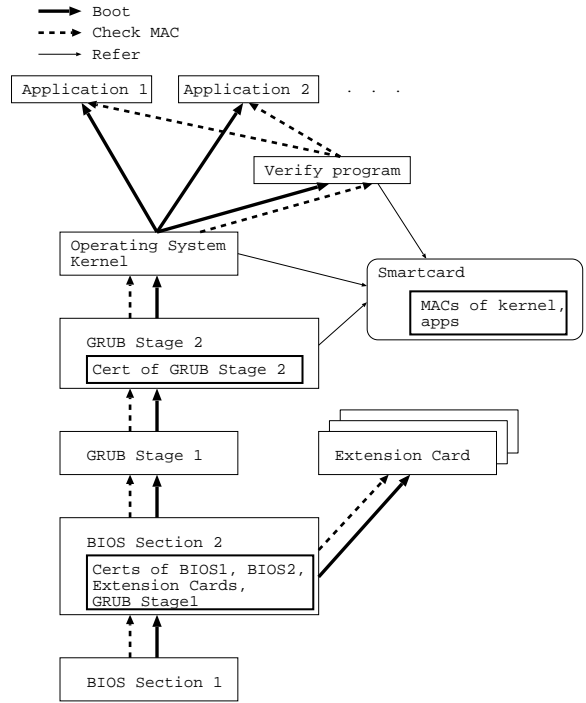 Boot
Check MAC
Refer
Application 1
Application 2
. . .
Verify program
Operating System
Kernel
Smartcard
MACs of kernel,
apps
GRUB Stage 2
Cert of GRUB Stage 2
GRUB Stage 1
Extension Card
BIOS Section 2
Certs of BIOS1, BIOS2,
Extension Cards,
GRUB Stage1
BIOS Section 1